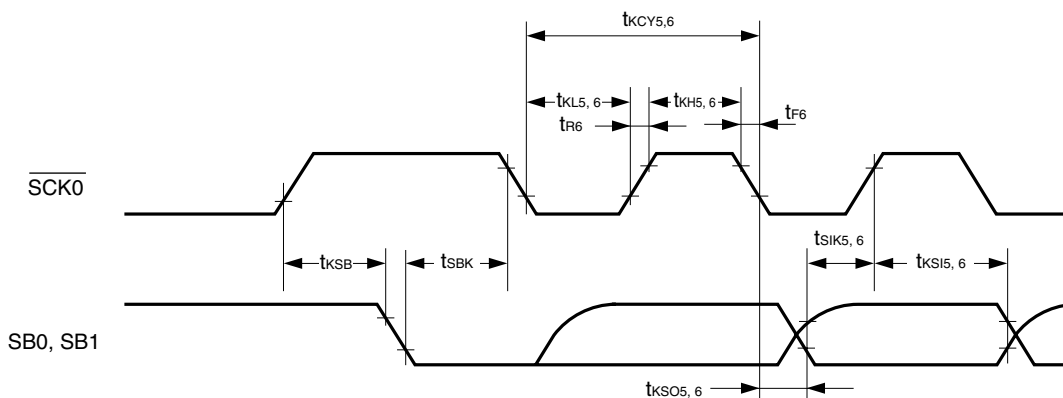 tKCY5,6
tKL5, 6
tKH5, 6
tR6
tF6
SCK0
tSIK5, 6
tKSB
tSBK
tKSI5, 6
SB0, SB1
tKSO5, 6